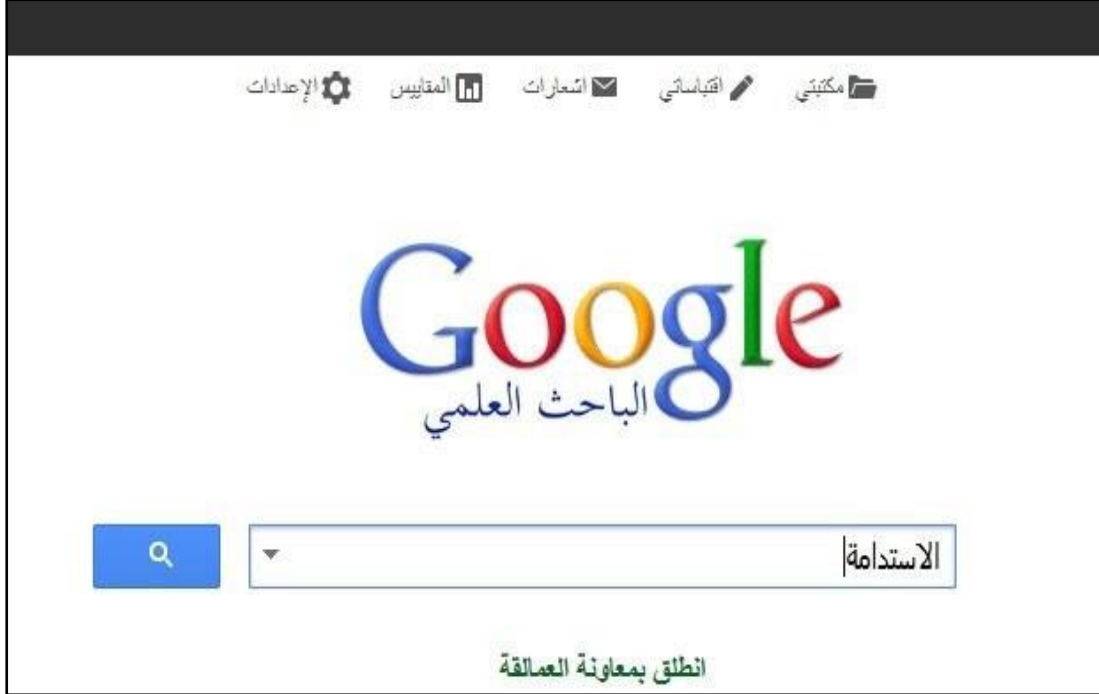 مكتبتي اقتباساتي اشعارات المقاييس الإعدادات
Google
الباحث العلمي
الاستدامة
انطلق بمعاونة العمالقة